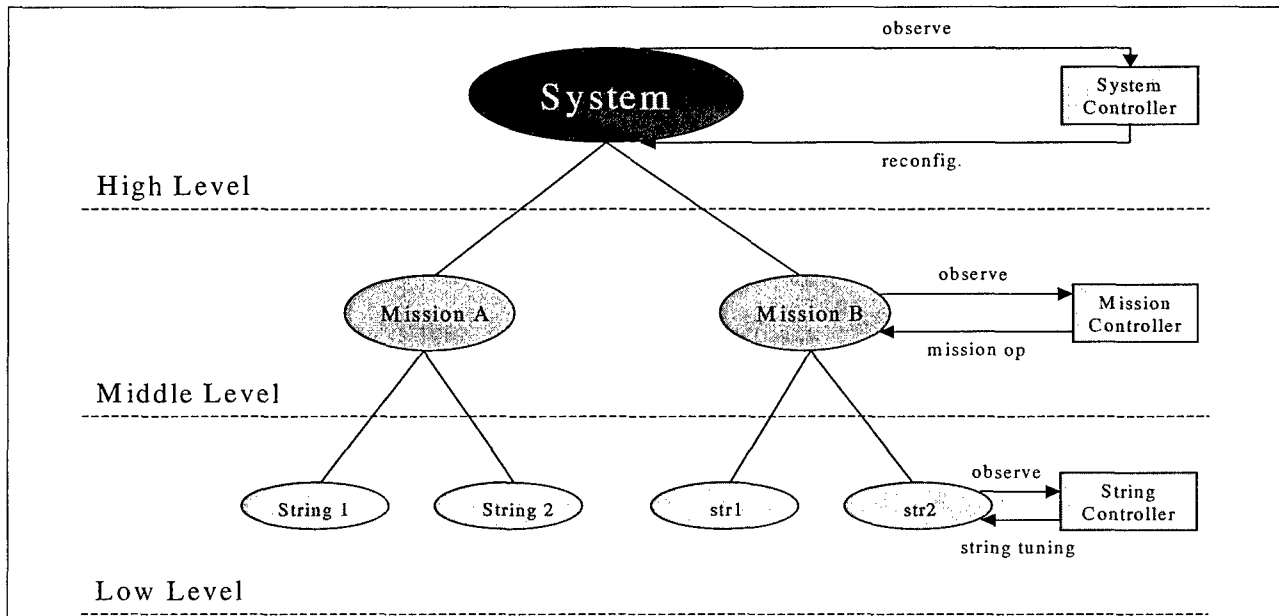 observe
System
System
Controller
reconfig.
High Level
observe
Mission A
Mission B
Mission
Controller
mission op
Middle Level
observe
String 1
String 2
str1
str2
String
Controller
string tuning
Low Level